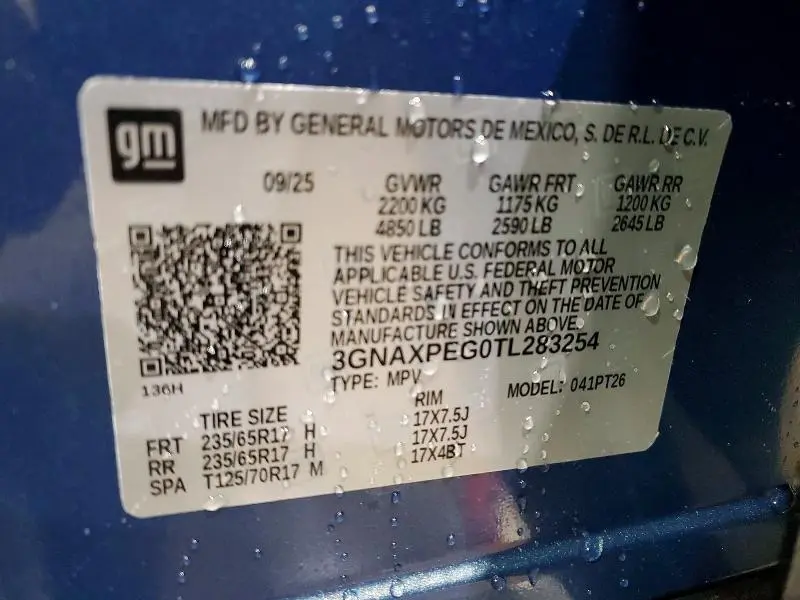 gm
MFD BY GENERAL MOTORS DE MEXICO, S. DE R.L. DE C.V.
09/25 GVWR GAWR FRT GAWR RR
2200 KG 1175 KG 1200 KG
4850 LB 2590 LB 2645 LB
THIS VEHICLE CONFORMS TO ALL
APPLICABLE U.S. FEDERAL MOTOR
VEHICLE SAFETY AND THEFT PREVENTION
STANDARDS IN EFFECT ON THE DATE OF
MANUFACTURE SHOWN ABOVE.
3GNAXPEG0TL283254
136H
TYPE: MPV MODEL: 041PT26
TIRE SIZE RIM
FRT 235/65R17 H 17X7.5J
RR 235/65R17 H 17X7.5J
SPA T125/70R17 M 17X4BT